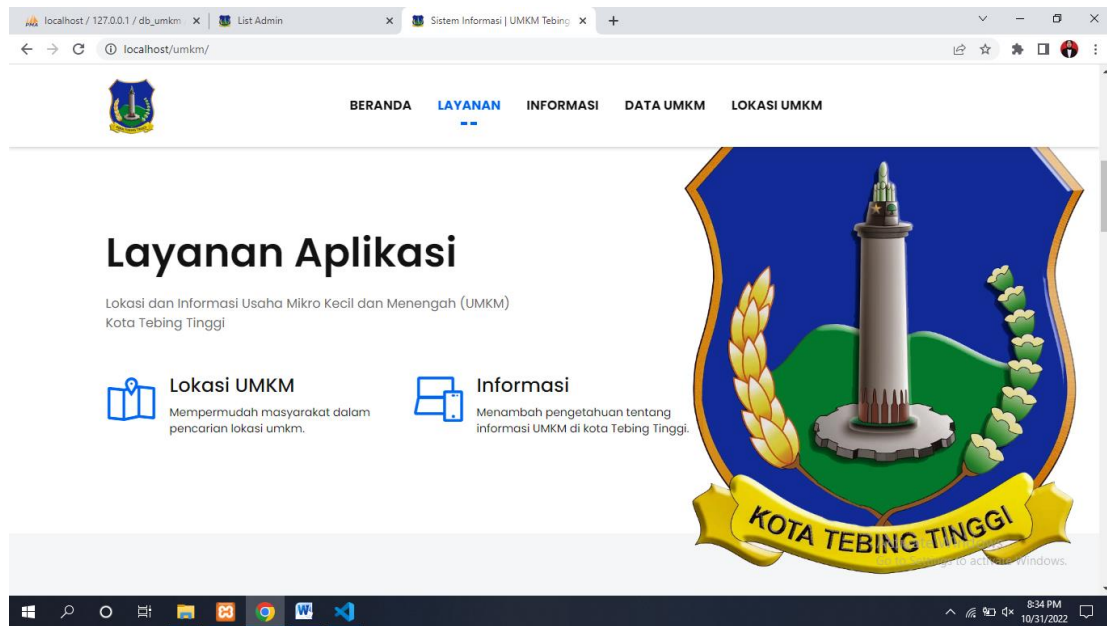 localhost / 127.0.0.1 / db_umkm
List Admin
Sistem Informasi | UMKM Tebing
localhost/umkm/
BERANDA LAYANAN INFORMASI DATA UMKM LOKASI UMKM
Layanan Aplikasi
Lokasi dan Informasi Usaha Mikro Kecil dan Menengah (UMKM)
Kota Tebing Tinggi
Lokasi UMKM
Mempermudah masyarakat dalam
pencarian lokasi umkm.
Informasi
Menambah pengetahuan tentang
informasi UMKM di kota Tebing Tinggi.
KOTA TEBING TINGGI
Go to Settings to activate Windows.
8:34 PM
10/31/2022